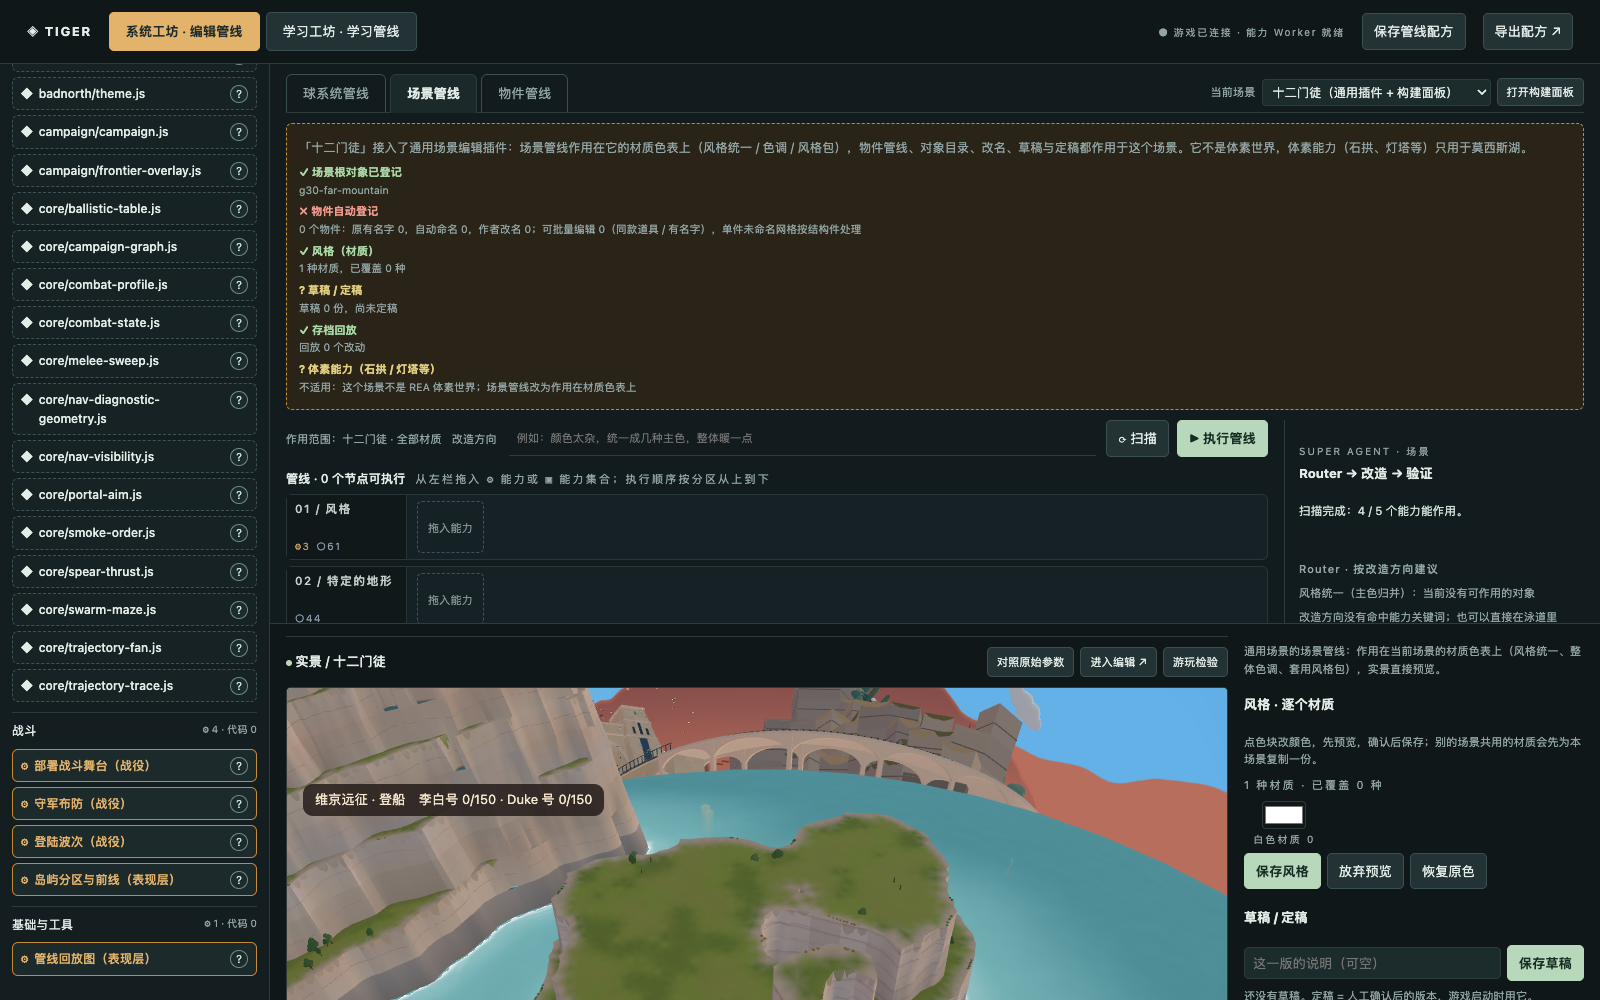 ◈ TIGER
系统工坊 · 编辑管线
学习工坊 · 学习管线
游戏已连接 · 能力 Worker 就绪
保存管线配方
导出配方 ↗
badnorth/theme.js ?
campaign/campaign.js ?
campaign/frontier-overlay.js ?
core/ballistic-table.js ?
core/campaign-graph.js ?
core/combat-profile.js ?
core/combat-state.js ?
core/melee-sweep.js ?
core/nav-diagnostic-
geometry.js ?
core/nav-visibility.js ?
core/portal-aim.js ?
core/smoke-order.js ?
core/spear-thrust.js ?
core/swarm-maze.js ?
core/trajectory-fan.js ?
core/trajectory-trace.js ?
战斗 ⚙ 4 · 代码 0
⚙ 部署战斗舞台（战役） ?
⚙ 守军布防（战役） ?
⚙ 登陆波次（战役） ?
⚙ 岛屿分区与前线（表现层） ?
基础与工具 ⚙ 1 · 代码 0
⚙ 管线回放图（表现层） ?
球系统管线
场景管线
物件管线
当前场景
十二门徒（通用插件 + 构建面板）
打开构建面板
「十二门徒」接入了通用场景编辑插件：场景管线作用在它的材质色表上（风格统一 / 色调 / 风格包），物件管线、对象目录、改名、草稿与定稿都作用于这个场景。它不是体素世界，体素能力（石拱、灯塔等）只用于莫西斯湖。
✓ 场景根对象已登记
g30-far-mountain
✕ 物件自动登记
0 个物件：原有名字 0，自动命名 0，作者改名 0；可批量编辑 0（同款道具 / 有名字），单件未命名网格按结构件处理
✓ 风格（材质）
1 种材质，已覆盖 0 种
? 草稿 / 定稿
草稿 0 份，尚未定稿
✓ 存档回放
回放 0 个改动
? 体素能力（石拱 / 灯塔等）
不适用：这个场景不是 REA 体素世界；场景管线改为作用在材质色表上
作用范围：十二门徒 · 全部材质 改造方向
例如：颜色太杂，统一成几种主色，整体暖一点
⟳ 扫描
▶ 执行管线
管线 · 0 个节点可执行 从左栏拖入 ⚙ 能力或 ▣ 能力集合；执行顺序按分区从上到下
01 / 风格
⚙3 ⬡61
拖入能力
02 / 特定的地形
⬡44
拖入能力
SUPER AGENT · 场景
Router → 改造 → 验证
扫描完成：4 / 5 个能力能作用。
Router · 按改造方向建议
风格统一（主色归并）：当前没有可作用的对象
改造方向没有命中能力关键词；也可以直接在泳道里
实景 / 十二门徒
对照原始参数
进入编辑 ↗
游玩检验
维京远征 · 登船 李白号 0/150 · Duke 号 0/150
通用场景的场景管线：作用在当前场景的材质色表上（风格统一、整
体色调、套用风格包），实景直接预览。
风格 · 逐个材质
点色块改颜色，先预览，确认后保存；别的场景共用的材质会先为本
场景复制一份。
1 种材质 · 已覆盖 0 种
白色材质 0
保存风格
放弃预览
恢复原色
草稿 / 定稿
这一版的说明（可空）
保存草稿
还没有草稿。定稿 = 人工确认后的版本，游戏启动时用它。